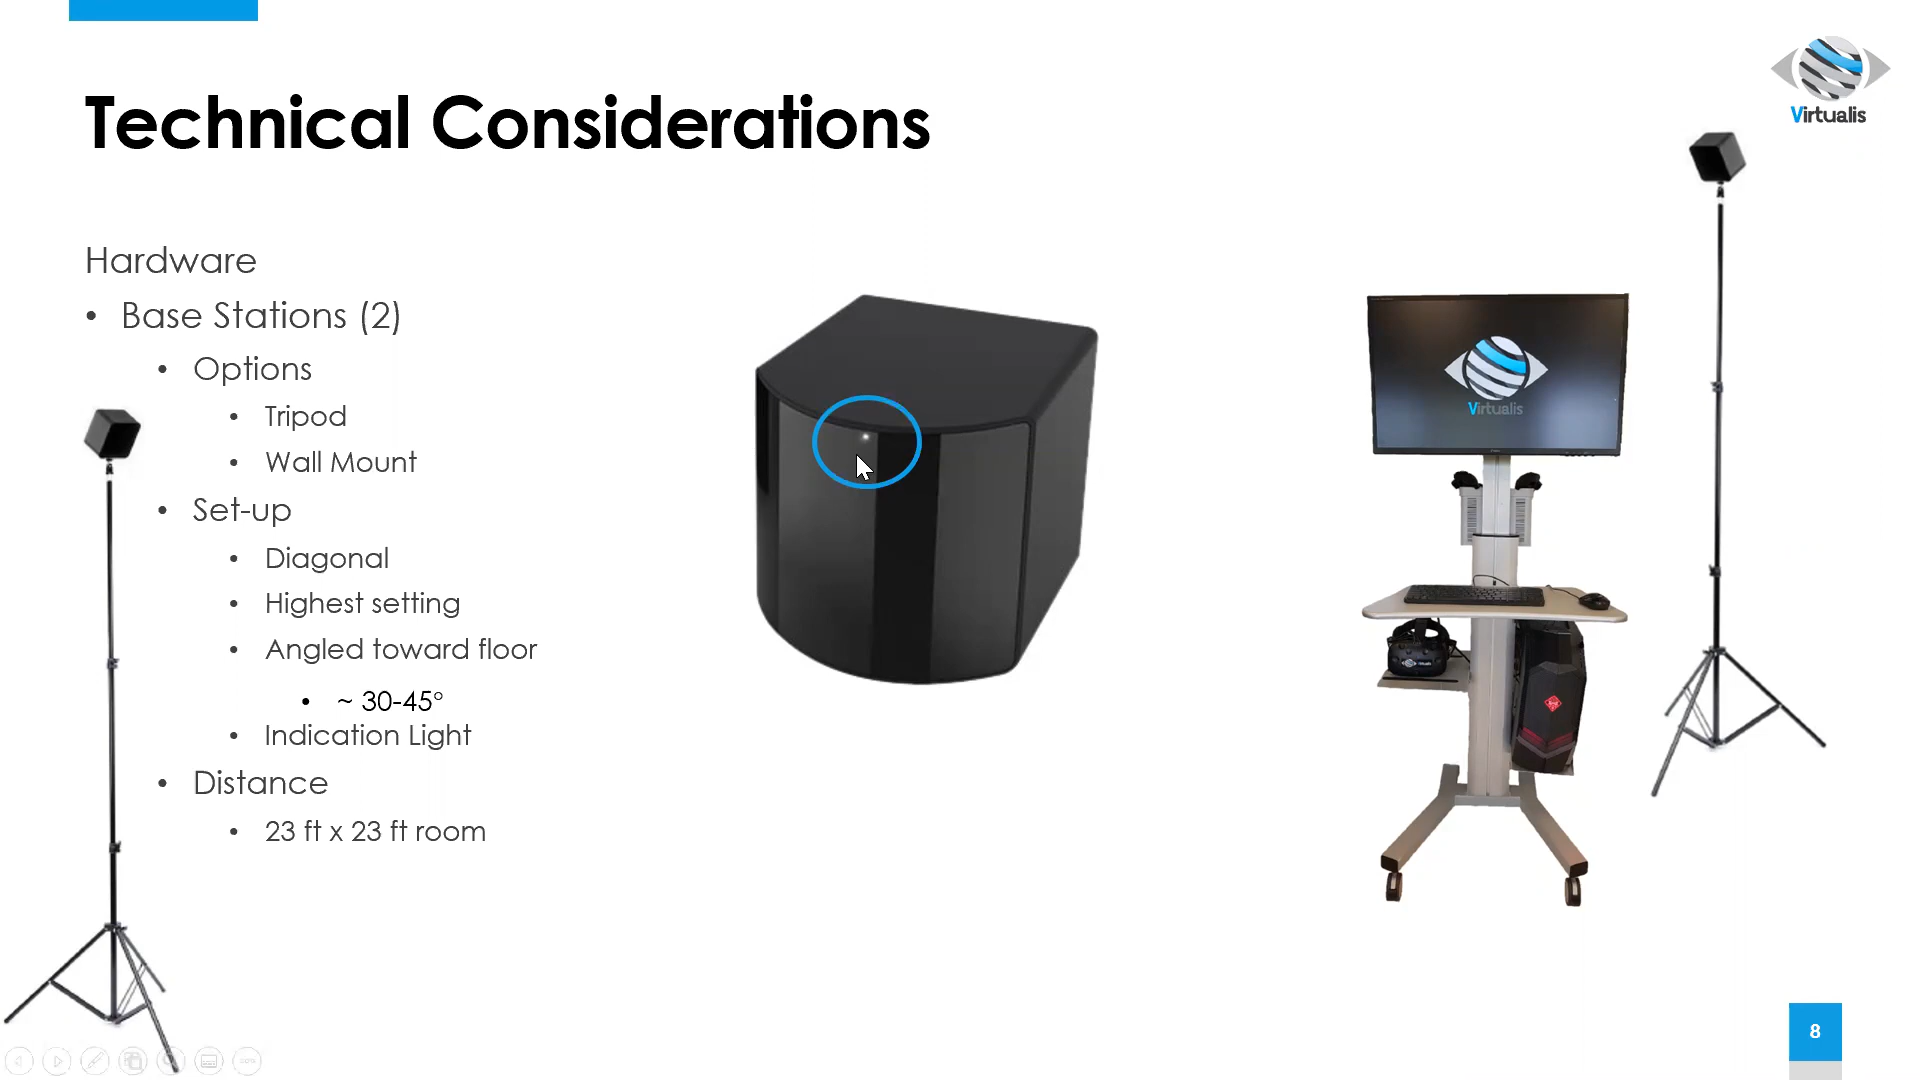 Technical Considerations
Virtualis
Hardware
• Base Stations (2)
• Options
• Tripod
• Wall Mount
• Set-up
• Diagonal
• Highest setting
• Angled toward floor
• ~ 30-45°
• Indication Light
• Distance
• 23 ft x 23 ft room
Virtualis
8